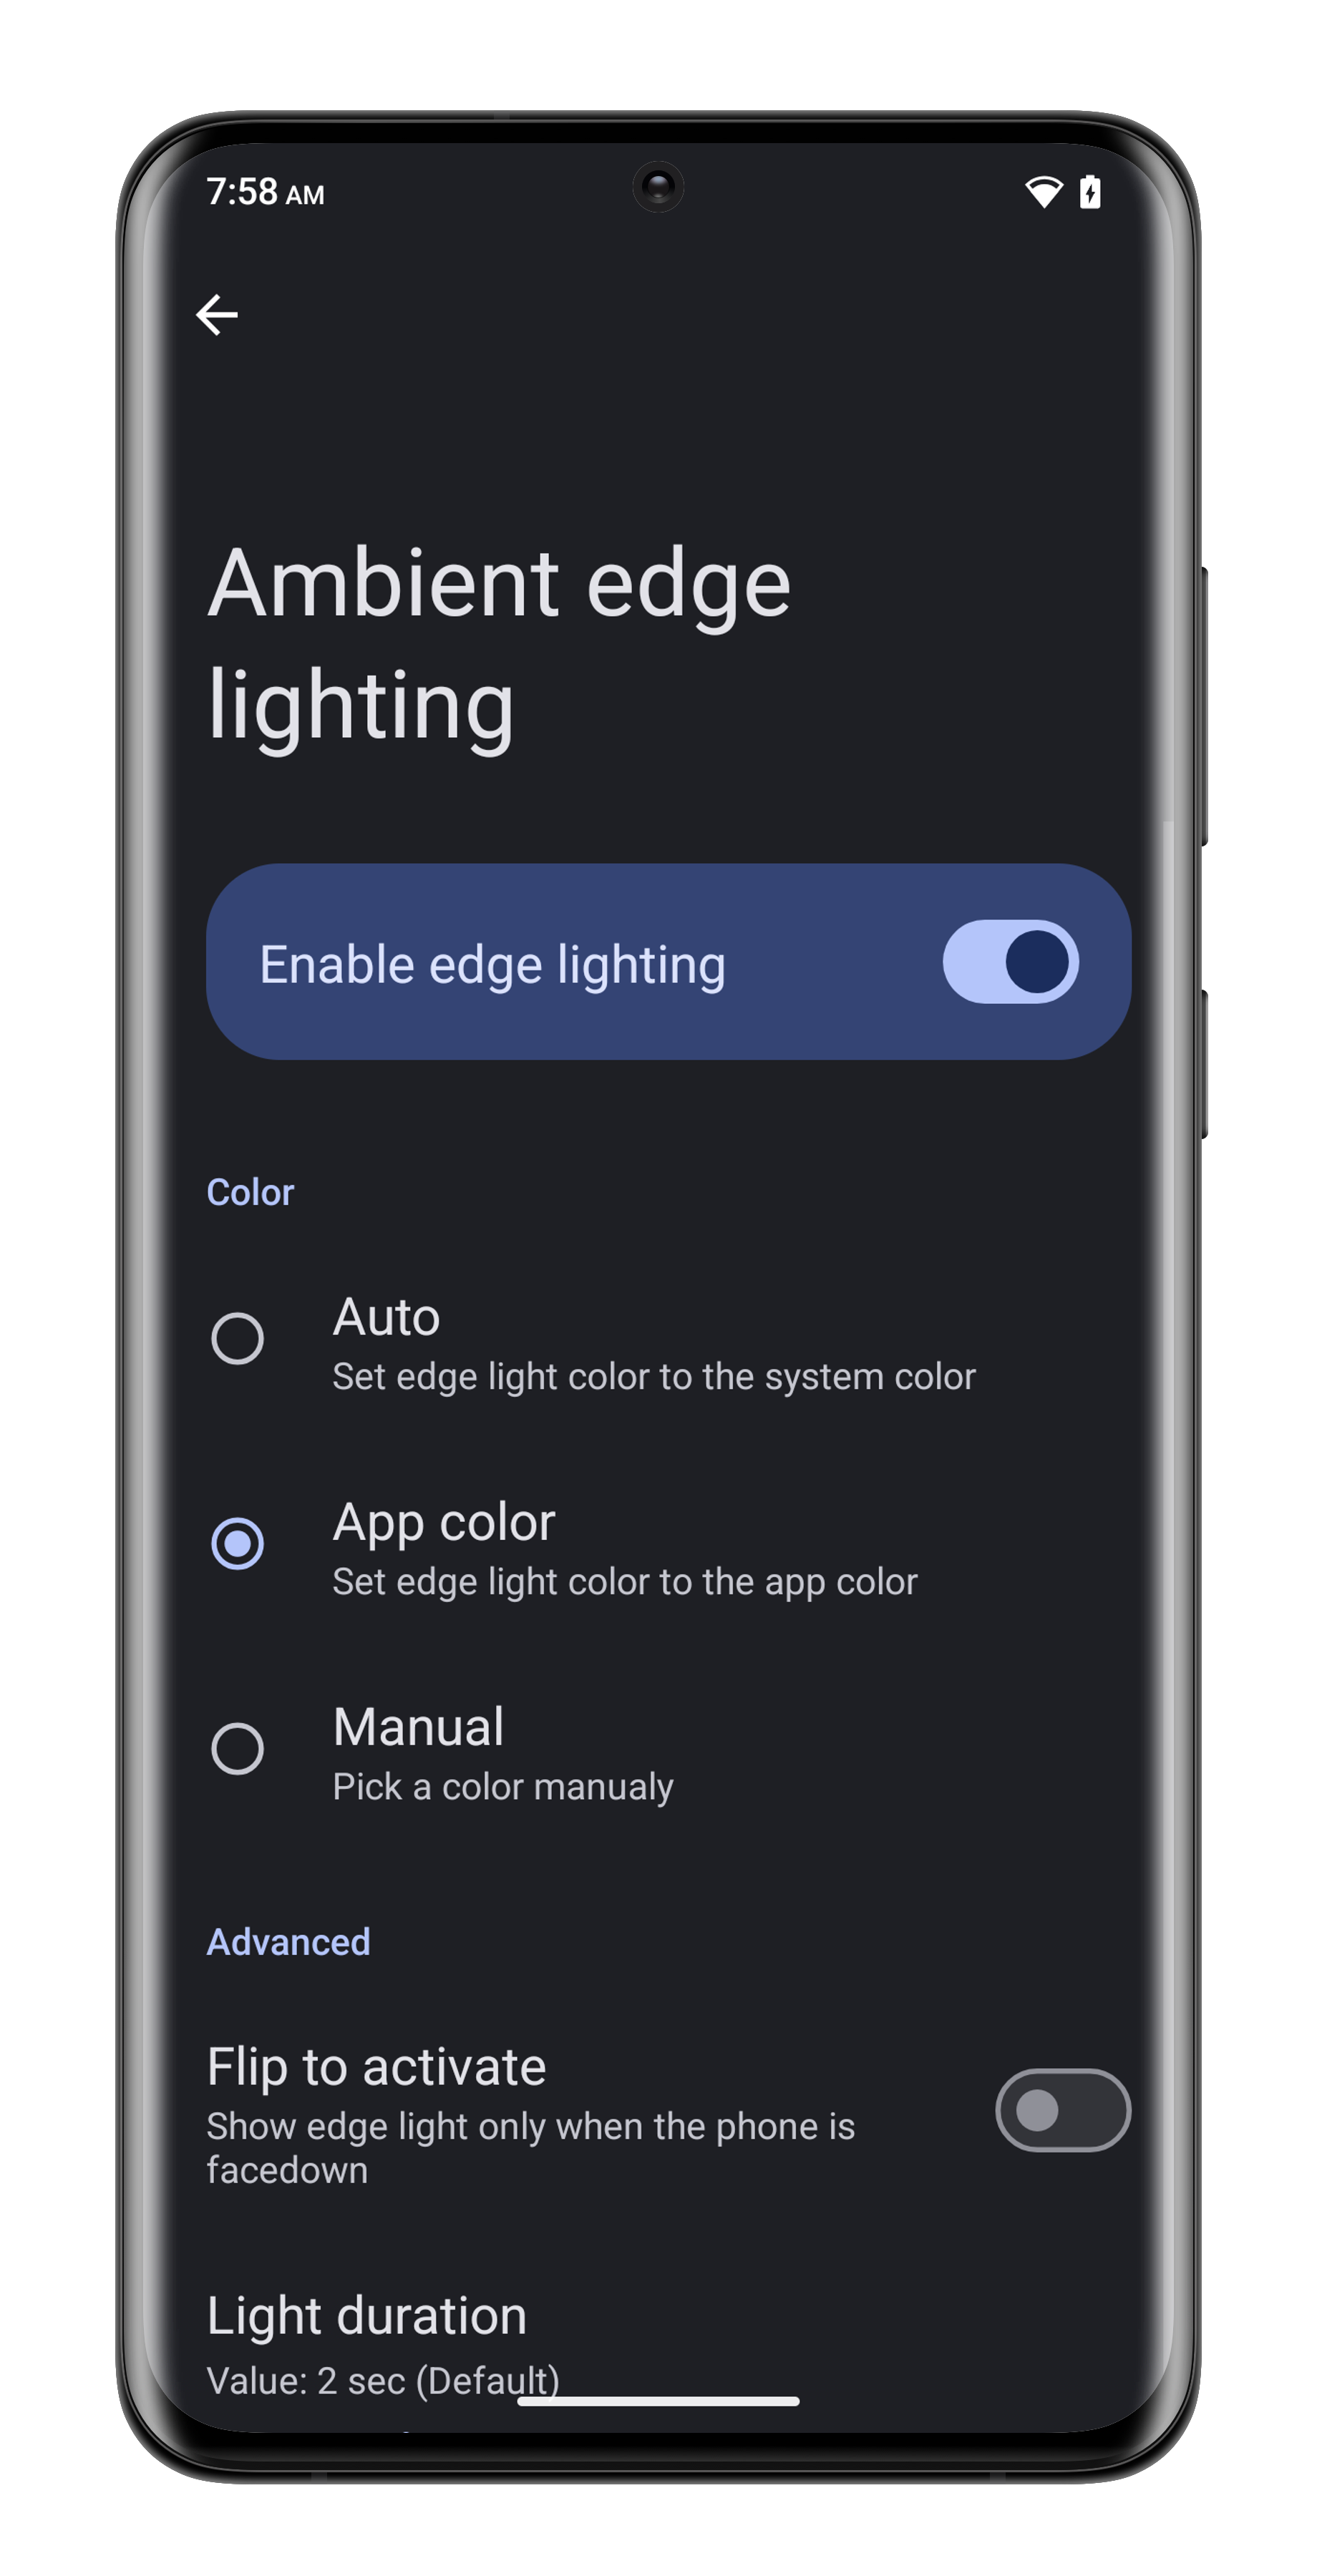 7:58 AM
Ambient edge
lighting
Enable edge lighting
Color
Auto
Set edge light color to the system color
App color
Set edge light color to the app color
Manual
Pick a color manualy
Advanced
Flip to activate
Show edge light only when the phone is
facedown
Light duration
Value: 2 sec (Default)